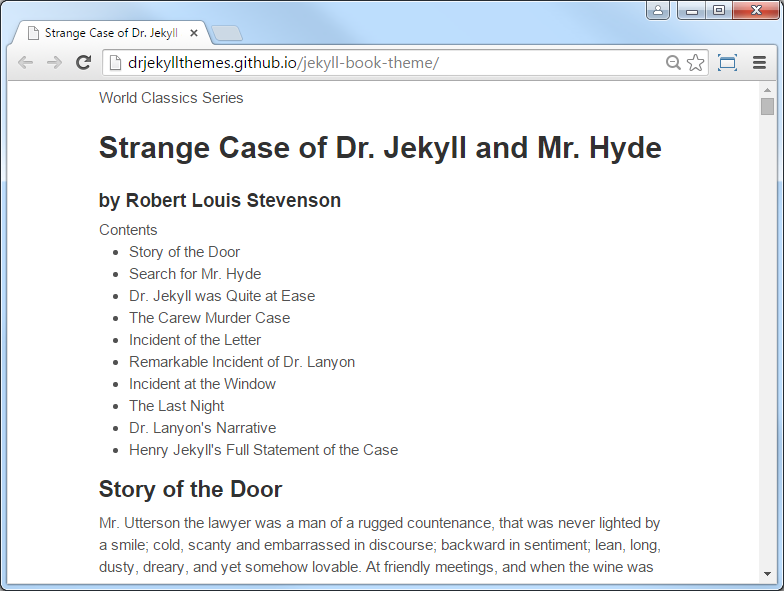 Strange Case of Dr. Jekyll
drjekyllthemes.github.io/jekyll-book-theme/
World Classics Series
Strange Case of Dr. Jekyll and Mr. Hyde
by Robert Louis Stevenson
Contents
Story of the Door
Search for Mr. Hyde
Dr. Jekyll was Quite at Ease
The Carew Murder Case
Incident of the Letter
Remarkable Incident of Dr. Lanyon
Incident at the Window
The Last Night
Dr. Lanyon's Narrative
Henry Jekyll's Full Statement of the Case
Story of the Door
Mr. Utterson the lawyer was a man of a rugged countenance, that was never lighted by
a smile; cold, scanty and embarrassed in discourse; backward in sentiment; lean, long,
dusty, dreary, and yet somehow lovable. At friendly meetings, and when the wine was